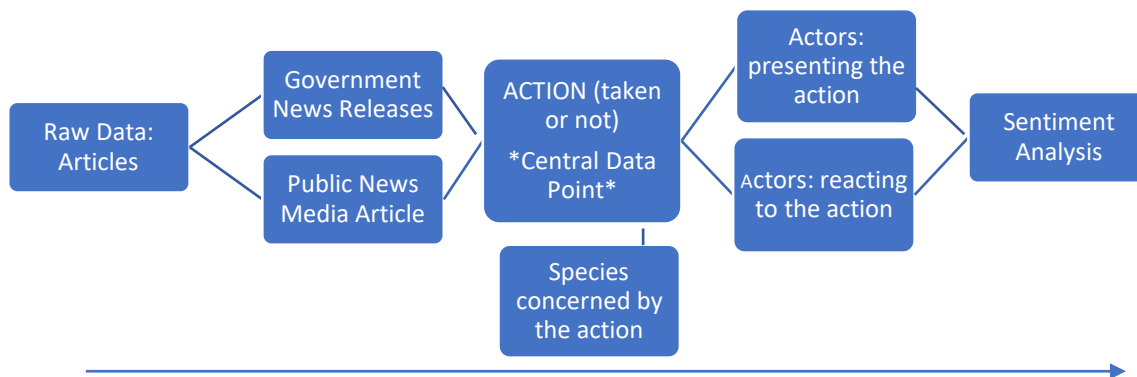 Raw Data:
Articles
Government
News Releases
Public News
Media Article
ACTION (taken
or not)
*Central Data
Point*
Species
concerned by
the action
Actors:
presenting the
action
Actors: reacting
to the action
Sentiment
Analysis